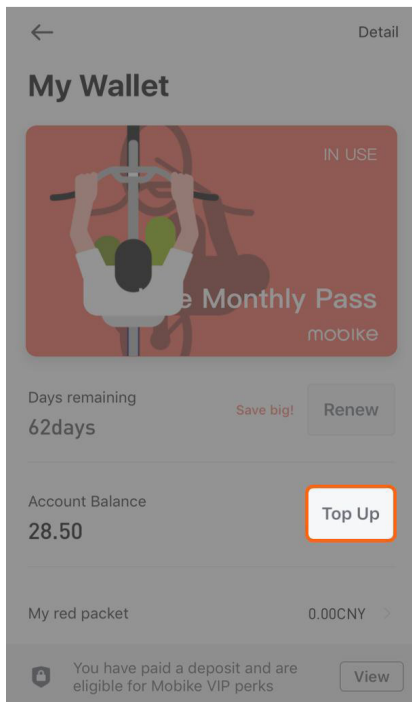 Detail
My Wallet
IN USE
Monthly Pass
mobike
Days remaining
Save big!
Renew
62days
Account Balance
Top Up
28.50
My red packet
0.00CNY
You have paid a deposit and are
eligible for Mobike VIP perks
View